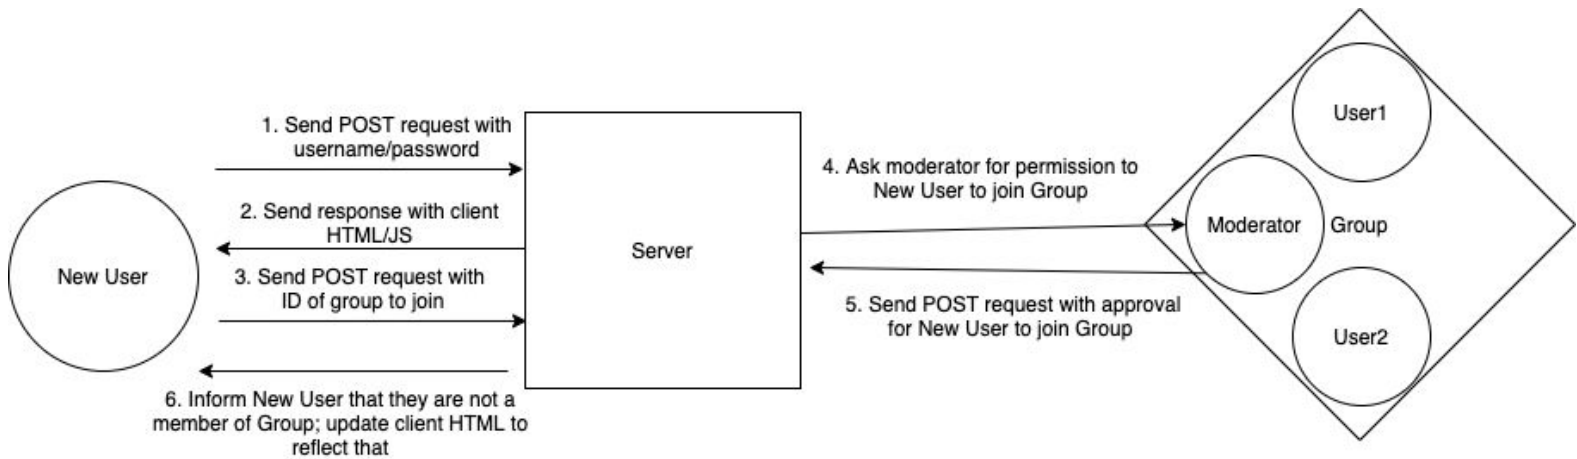 1. Send POST request with
username/password
New User
2. Send response with client
HTML/JS
3. Send POST request with
ID of group to join
6. Inform New User that they are not a
member of Group; update client HTML to
reflect that
Server
4. Ask moderator for permission to
New User to join Group
5. Send POST request with approval
for New User to join Group
User1
Moderator
Group
User2